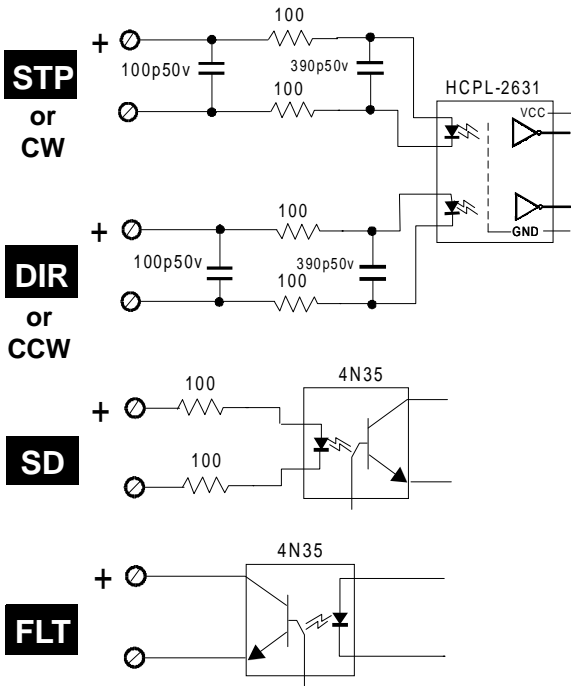 100
+
STP
or
CW
100p50v
390p50v
100
HCPL-2631
VCC
GND
100
+
DIR
or
CCW
100p50v
390p50v
100
4N35
100
+
SD
100
4N35
+
FLT